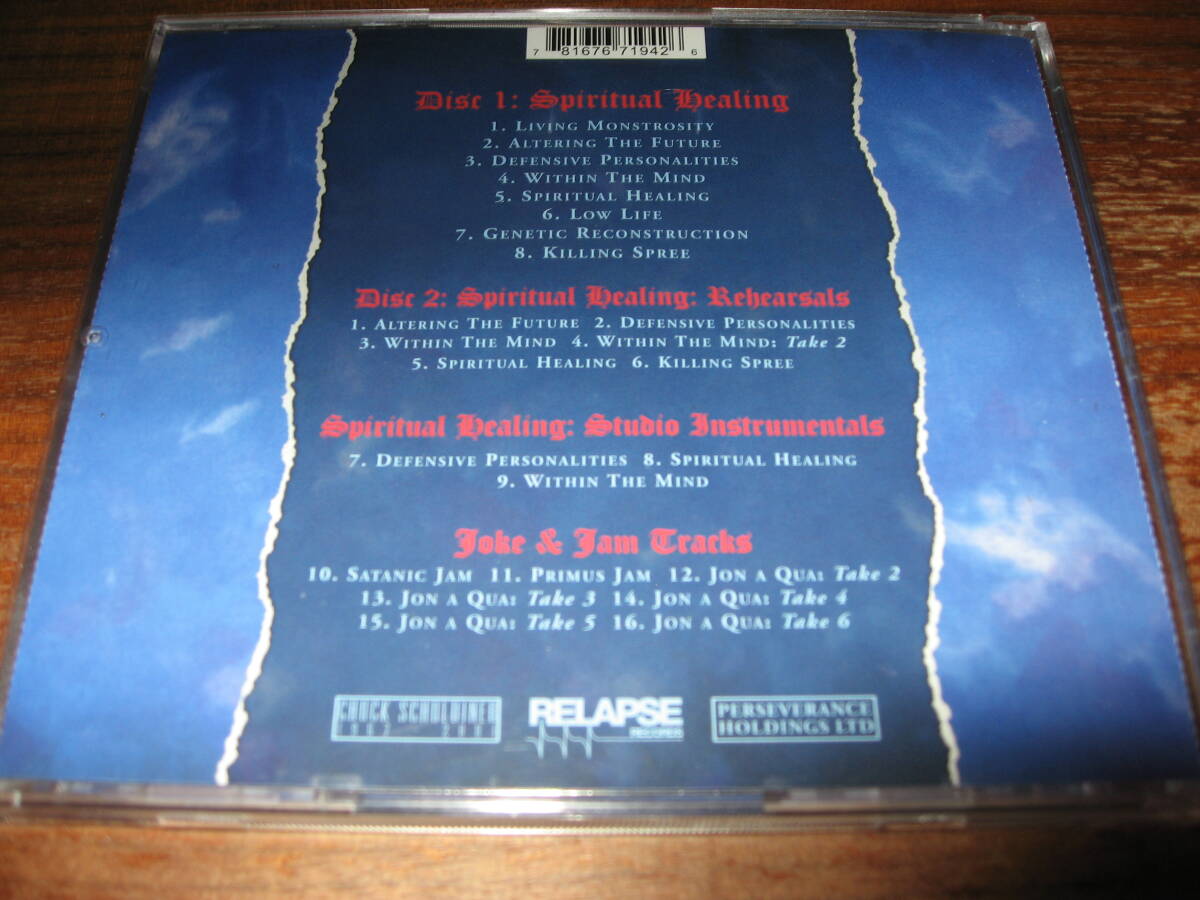 7 81676 71942 6
Disc 1: Spiritual Healing
1. Living Monstrosity
2. Altering The Future
3. Defensive Personalities
4. Within The Mind
5. Spiritual Healing
6. Low Life
7. Genetic Reconstruction
8. Killing Spree
Disc 2: Spiritual Healing: Rehearsals
1. Altering The Future 2. Defensive Personalities
3. Within The Mind 4. Within The Mind: Take 2
5. Spiritual Healing 6. Killing Spree
Spiritual Healing: Studio Instrumentals
7. Defensive Personalities 8. Spiritual Healing
9. Within The Mind
Joke & Jam Tracks
10. Satanic Jam 11. Primus Jam 12. Jon A Qua: Take 2
13. Jon A Qua: Take 3 14. Jon A Qua: Take 4
15. Jon A Qua: Take 5 16. Jon A Qua: Take 6
CHUCK SCHULDINER
RELAPSE
RECORDS
PERSEVERANCE
HOLDINGS LTD